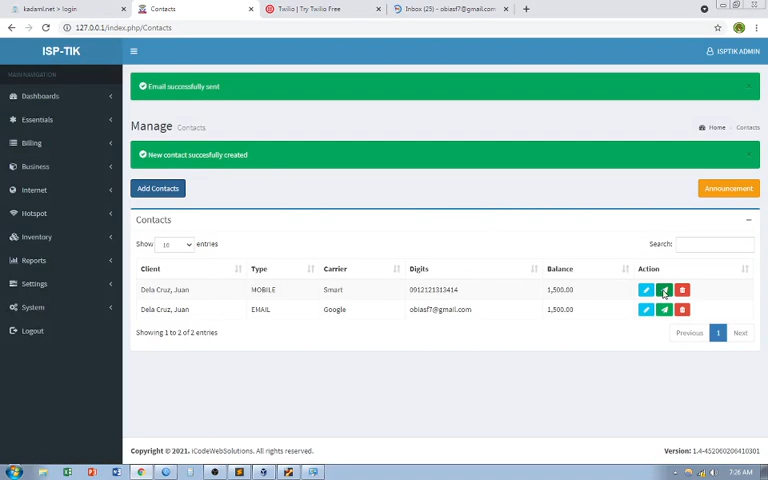 kadaml.net > login
Contacts
Twilio | Try Twilio Free
Inbox (25) - obiasf7@gmail.com
127.0.0.1/index.php/Contacts
ISP-TIK
ISPTIK ADMIN
MAIN NAVIGATION
Dashboards
Essentials
Billing
Business
Internet
Hotspot
Inventory
Reports
Settings
System
Logout
Email successfully sent
Manage Contacts
Home
Contacts
New contact succesfully created
Add Contacts
Announcement
Contacts
Show 10 entries
Search:
Client Type Carrier Digits Balance Action
Dela Cruz, Juan MOBILE Smart 0912121313414 1,500.00
Dela Cruz, Juan EMAIL Google obiasf7@gmail.com 1,500.00
Showing 1 to 2 of 2 entries
Previous 1 Next
Copyright © 2021. iCodeWebSolutions. All rights reserved.
Version: 1.4-452060206410301
7:26 AM